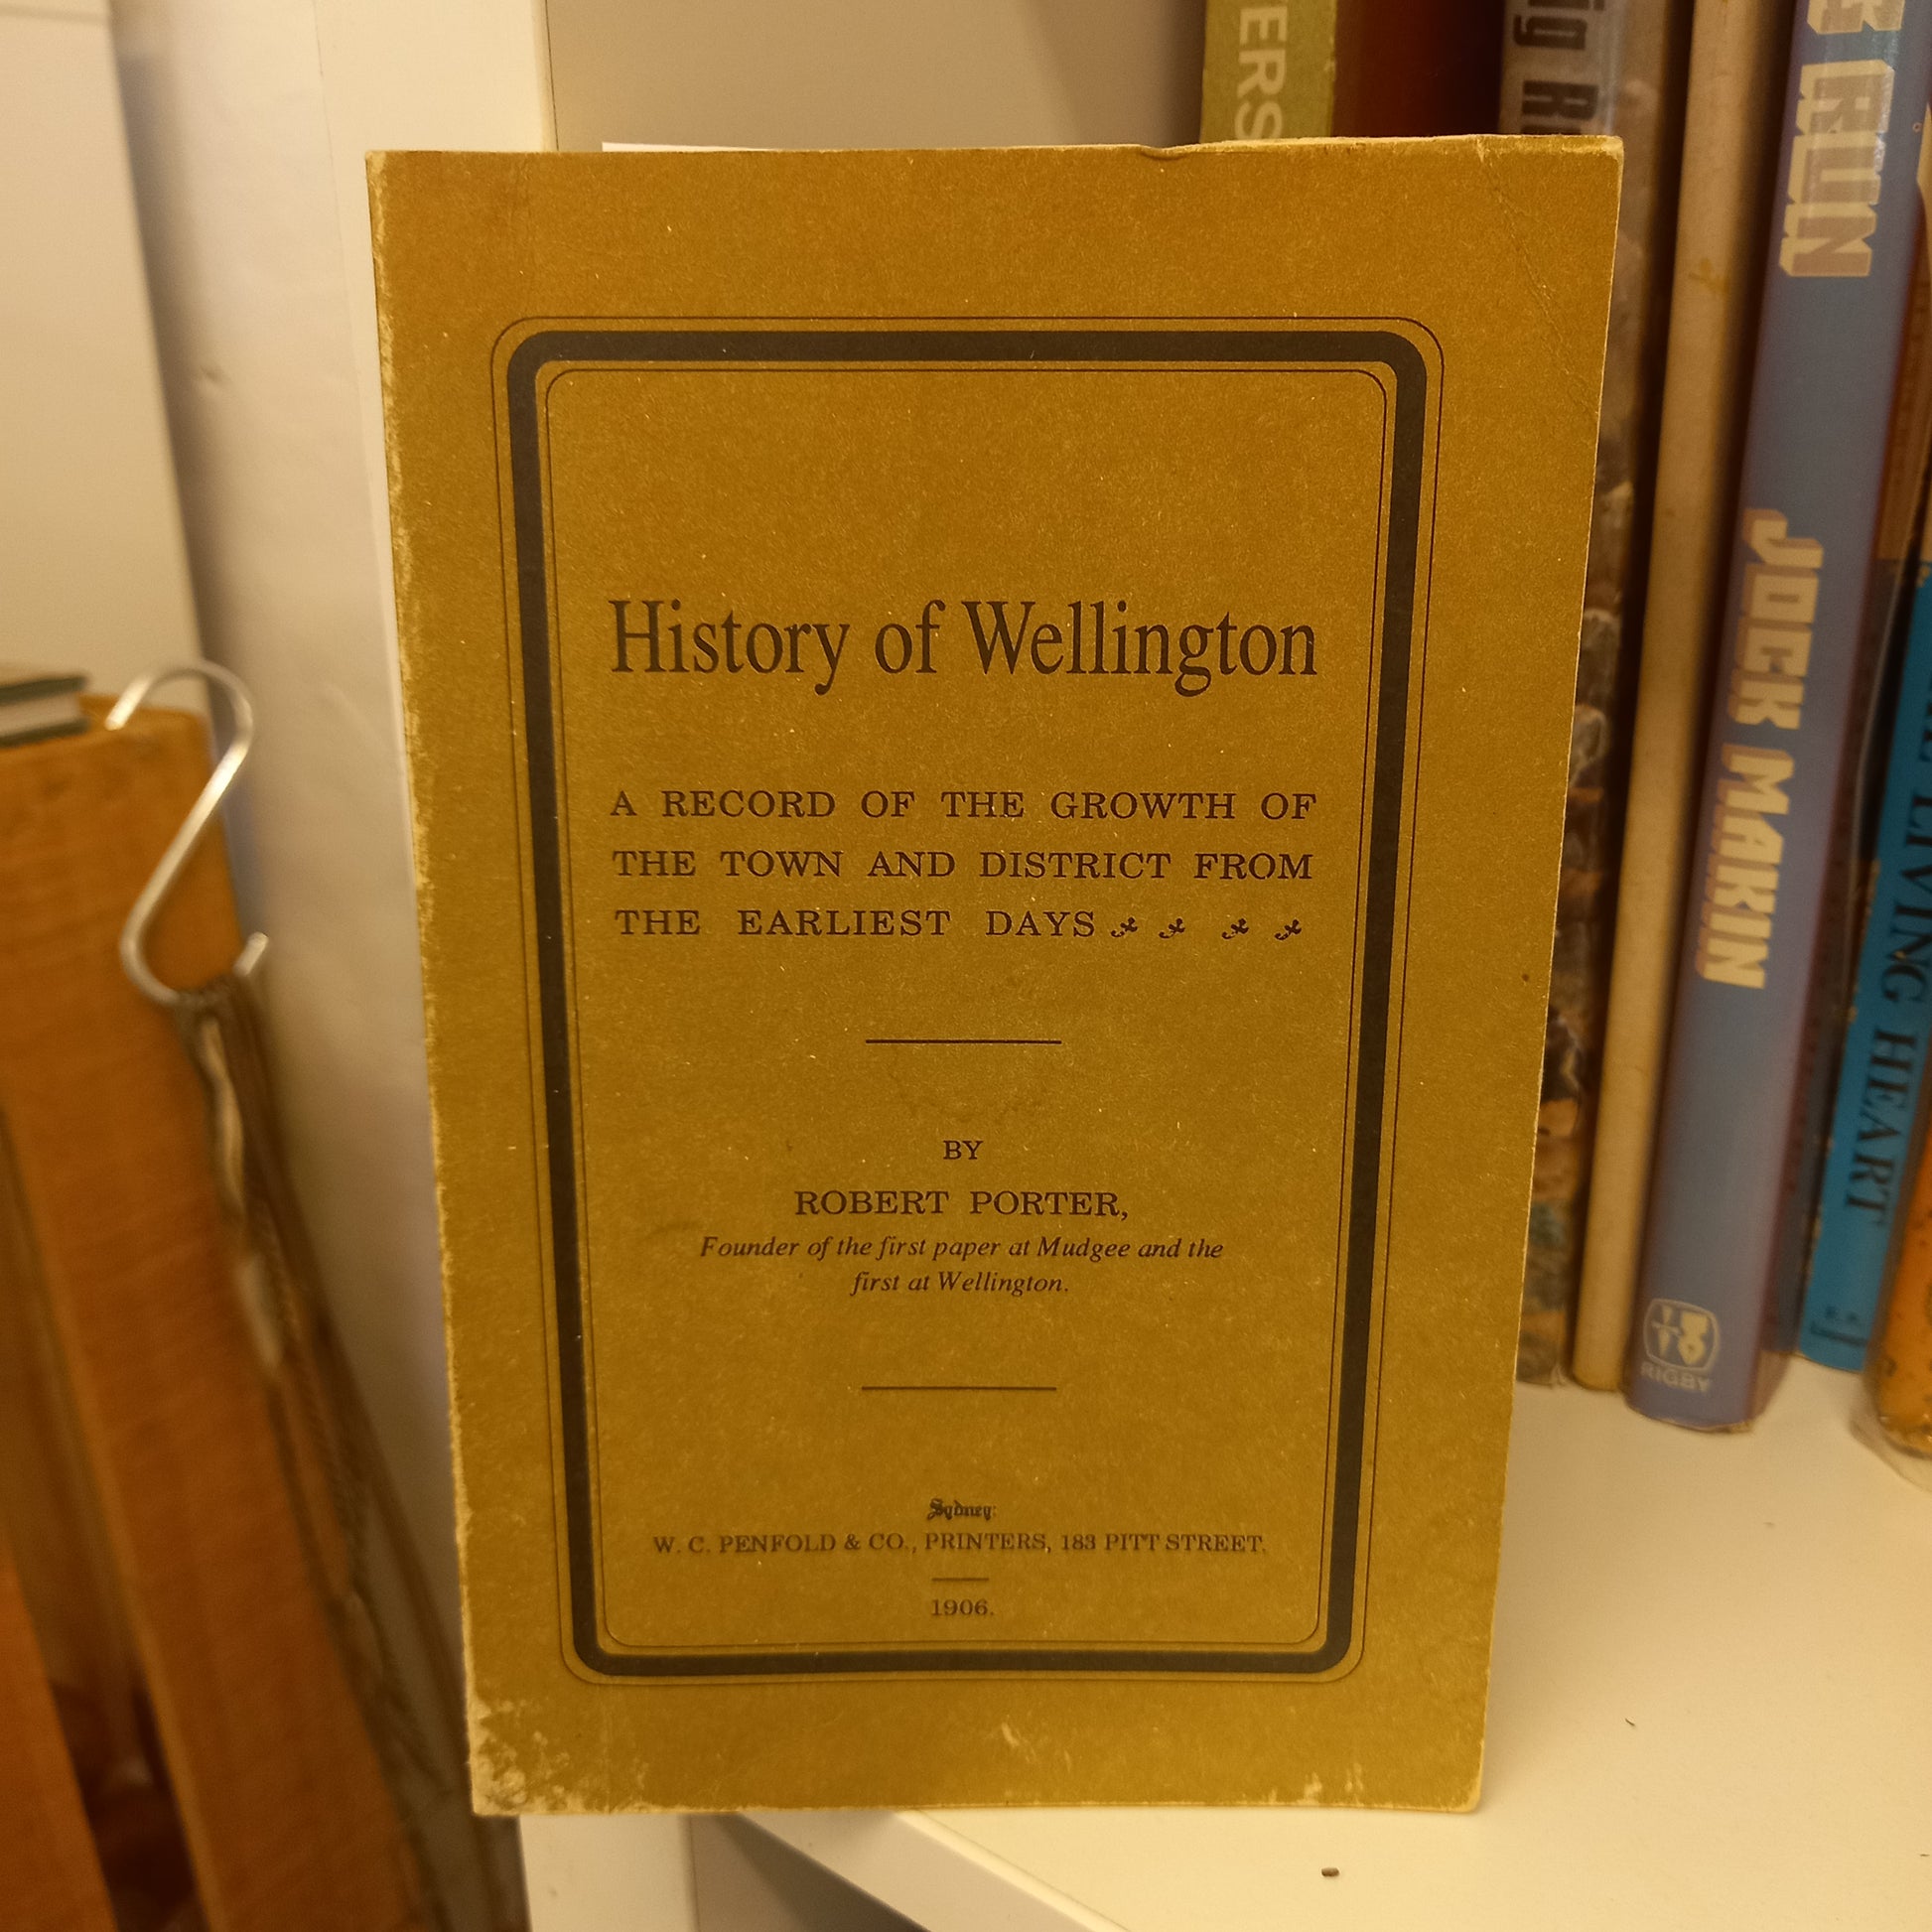 History of Wellington
A RECORD OF THE GROWTH OF
THE TOWN AND DISTRICT FROM
THE EARLIEST DAYS
BY
ROBERT PORTER,
Founder of the first paper at Mudgee and the
first at Wellington.
Sydney:
W. C. PENFOLD & CO., PRINTERS, 183 PITT STREET.
1906.
RUN
JOCK MAKIN
RIGBY
LIVING HEART